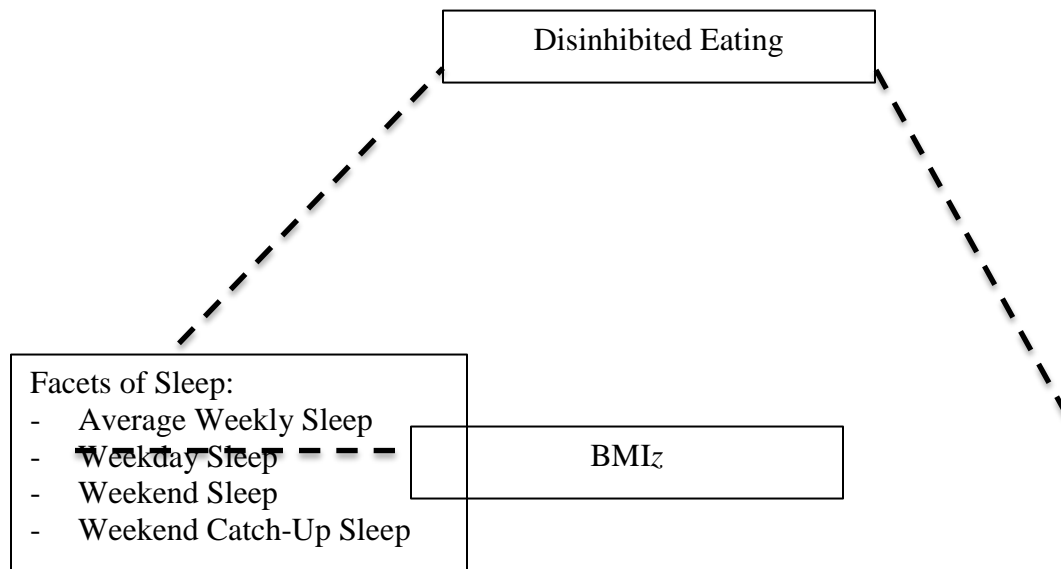 Disinhibited Eating
Facets of Sleep:
- Average Weekly Sleep
- Weekday Sleep
- Weekend Sleep
- Weekend Catch-Up Sleep
BMIz